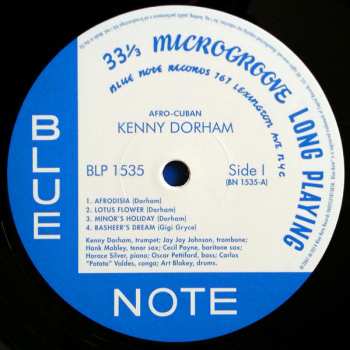 33⅓ MICROGROOVE LONG PLAYING
BLUE NOTE RECORDS 767 LEXINGTON AVE N.Y.C
AFRO-CUBAN
KENNY DORHAM
BLP 1535
Side I
(BN 1535-A)
1. AFRODISIA (Dorham)
2. LOTUS FLOWER (Dorham)
3. MINOR'S HOLIDAY (Dorham)
4. BASHEER'S DREAM (Gigi Gryce)
Kenny Dorham, trumpet; Jay Jay Johnson, trombone;
Hank Mobley, tenor sax; Cecil Payne, baritone sax;
Horace Silver, piano; Oscar Pettiford, bass; Carlos
"Potato" Valdes, conga; Art Blakey, drums.
BLUE
NOTE